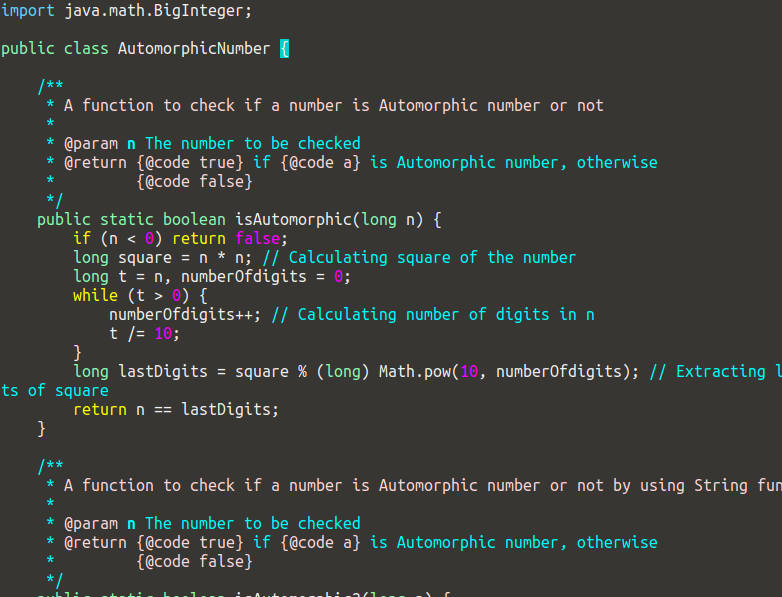 import java.math.BigInteger;
public class AutomorphicNumber {
/**
* A function to check if a number is Automorphic number or not
*
* @param n The number to be checked
* @return {@code true} if {@code a} is Automorphic number, otherwise
* {@code false}
*/
public static boolean isAutomorphic(long n) {
if (n < 0) return false;
long square = n * n; // Calculating square of the number
long t = n, numberOfdigits = 0;
while (t > 0) {
numberOfdigits++; // Calculating number of digits in n
t /= 10;
}
long lastDigits = square % (long) Math.pow(10, numberOfdigits); // Extracting l
ts of square
return n == lastDigits;
}
/**
* A function to check if a number is Automorphic number or not by using String fun
*
* @param n The number to be checked
* @return {@code true} if {@code a} is Automorphic number, otherwise
* {@code false}
*/
public static boolean isAutomorphic2(long n) {